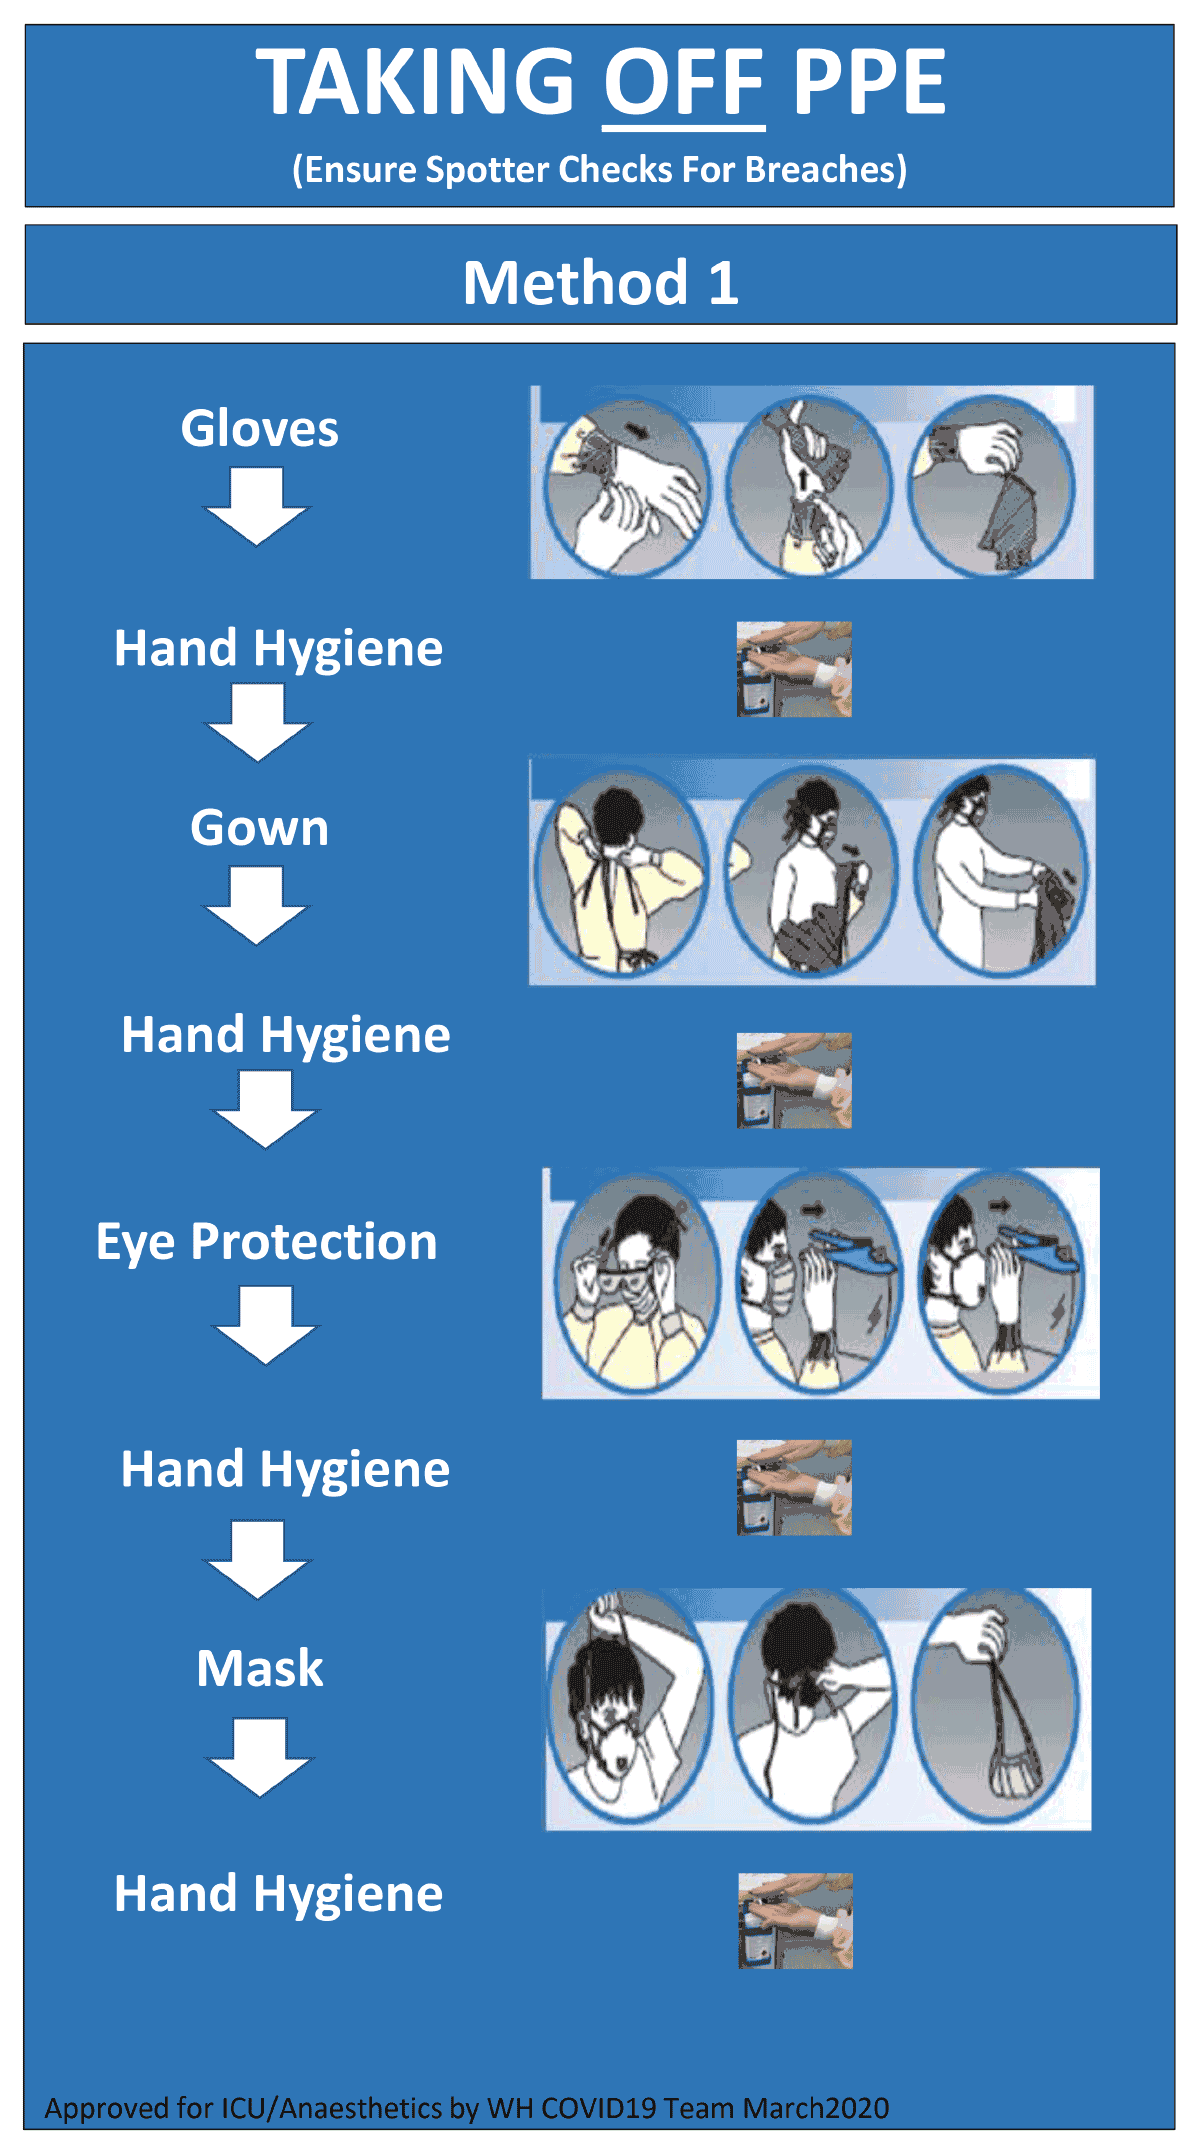 TAKING OFF PPE
(Ensure Spotter Checks For Breaches)
Method 1
Gloves
Hand Hygiene
Gown
Hand Hygiene
Eye Protection
Hand Hygiene
Mask
Hand Hygiene
Approved for ICU/Anaesthetics by WH COVID19 Team March2020